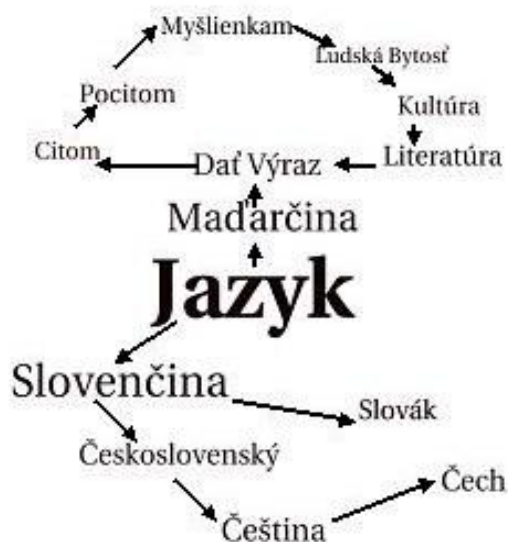 Myšlienkam
Ľudská Bytosť
Pocitom
Kultúra
Citom
Dať Výraz
Literatúra
Maďarčina
Jazyk
Slovenčina
Slovák
Československý
Čech
Čeština